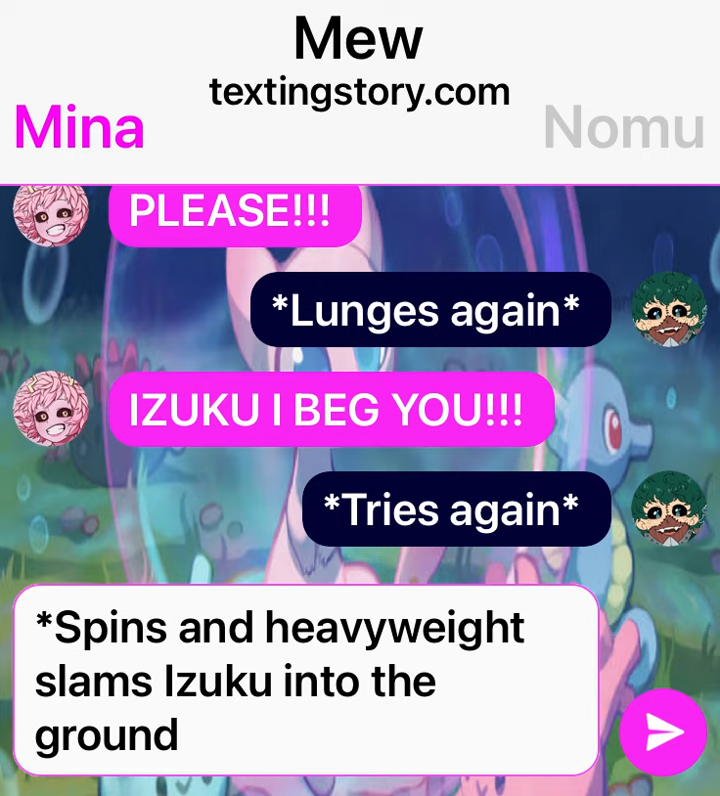 Mew
textingstory.com
Mina
Nomu
PLEASE!!!
*Lunges again*
IZUKU I BEG YOU!!!
*Tries again*
*Spins and heavyweight
slams Izuku into the
ground